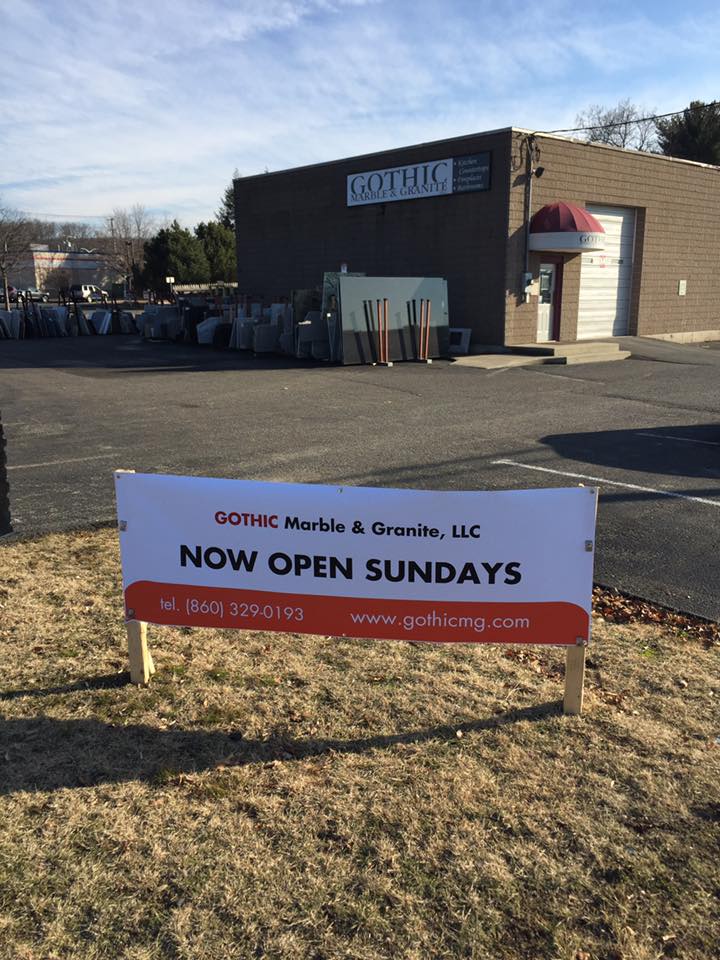 GOTHIC
MARBLE & GRANITE
• Kitchen
Countertops
• Fireplaces
• Bathrooms
GOTHIC Marble & Granite, LLC
NOW OPEN SUNDAYS
tel. (860) 329-0193 www.gothicmg.com